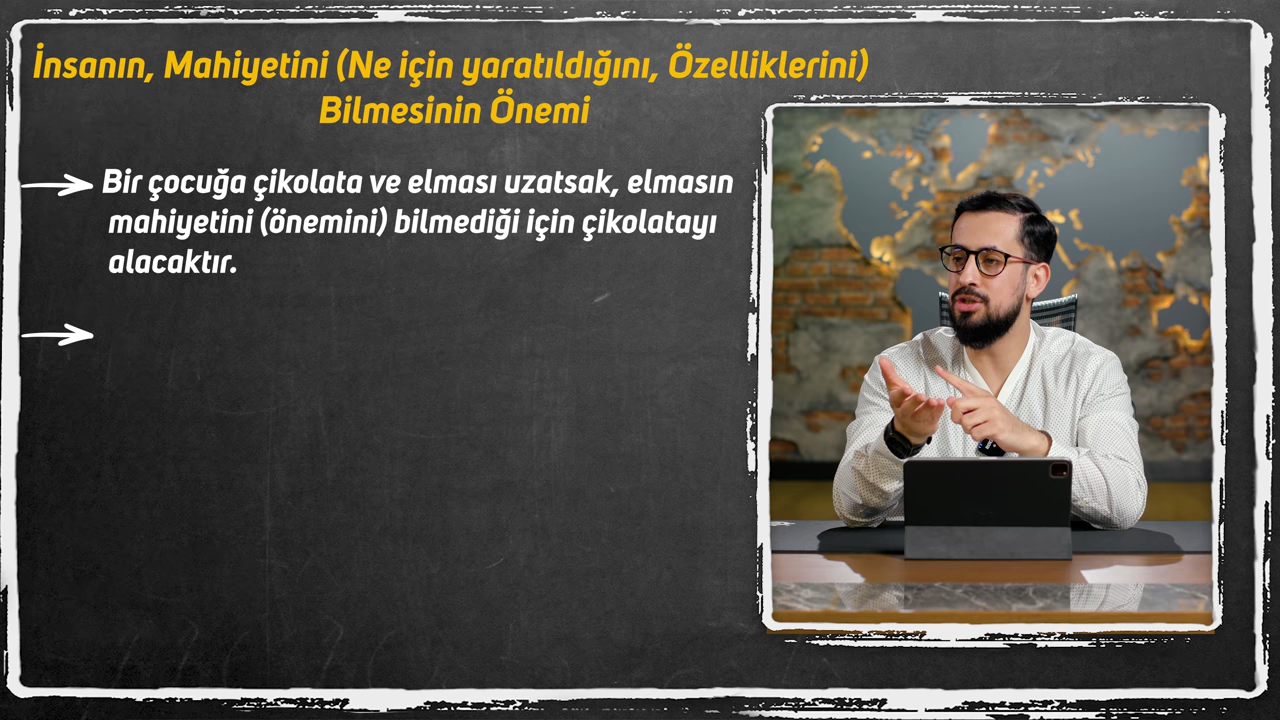 İnsanın, Mahiyetini (Ne için yaratıldığını, Özelliklerini)
Bilmesinin Önemi
Bir çocuğa çikolata ve elması uzatsak, elmasın
mahiyetini (önemini) bilmediği için çikolatayı
alacaktır.